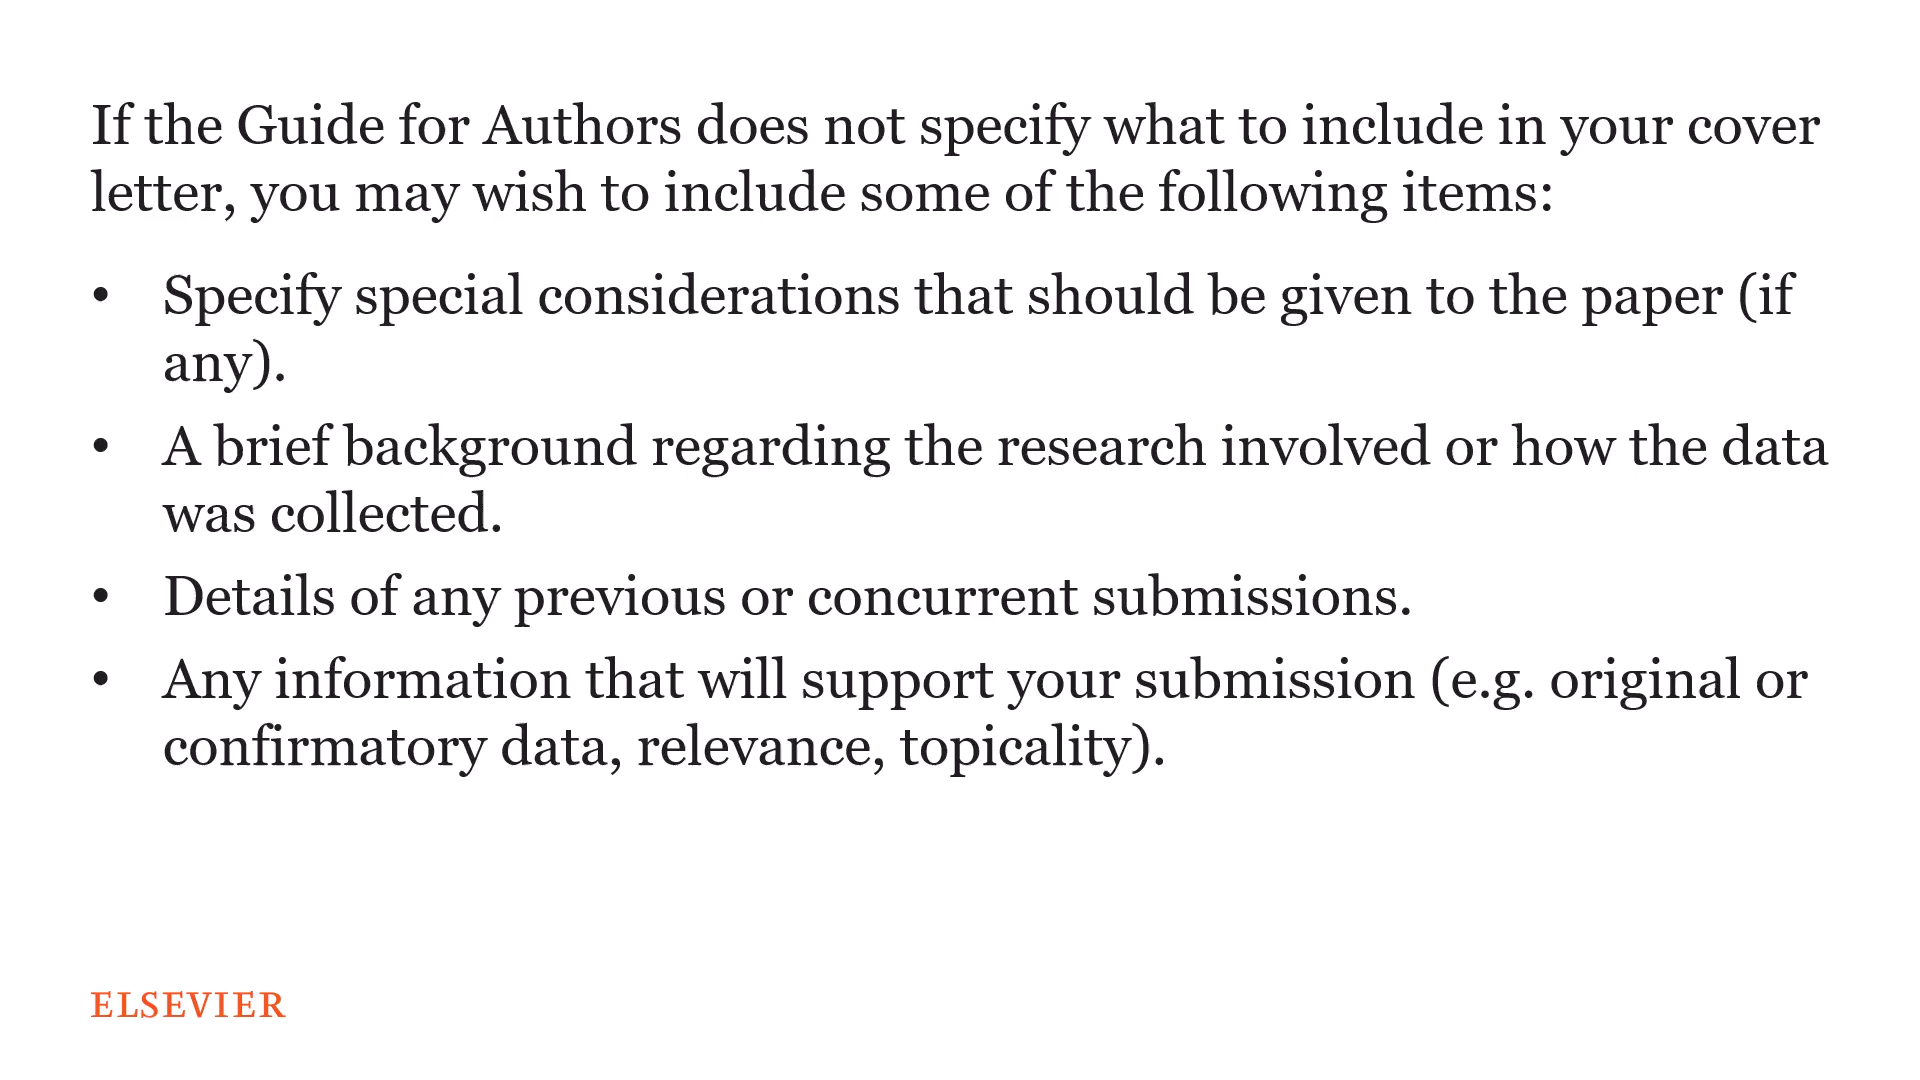 If the Guide for Authors does not specify what to include in your cover
letter, you may wish to include some of the following items:
• Specify special considerations that should be given to the paper (if
any).
• A brief background regarding the research involved or how the data
was collected.
• Details of any previous or concurrent submissions.
• Any information that will support your submission (e.g. original or
confirmatory data, relevance, topicality).
ELSEVIER